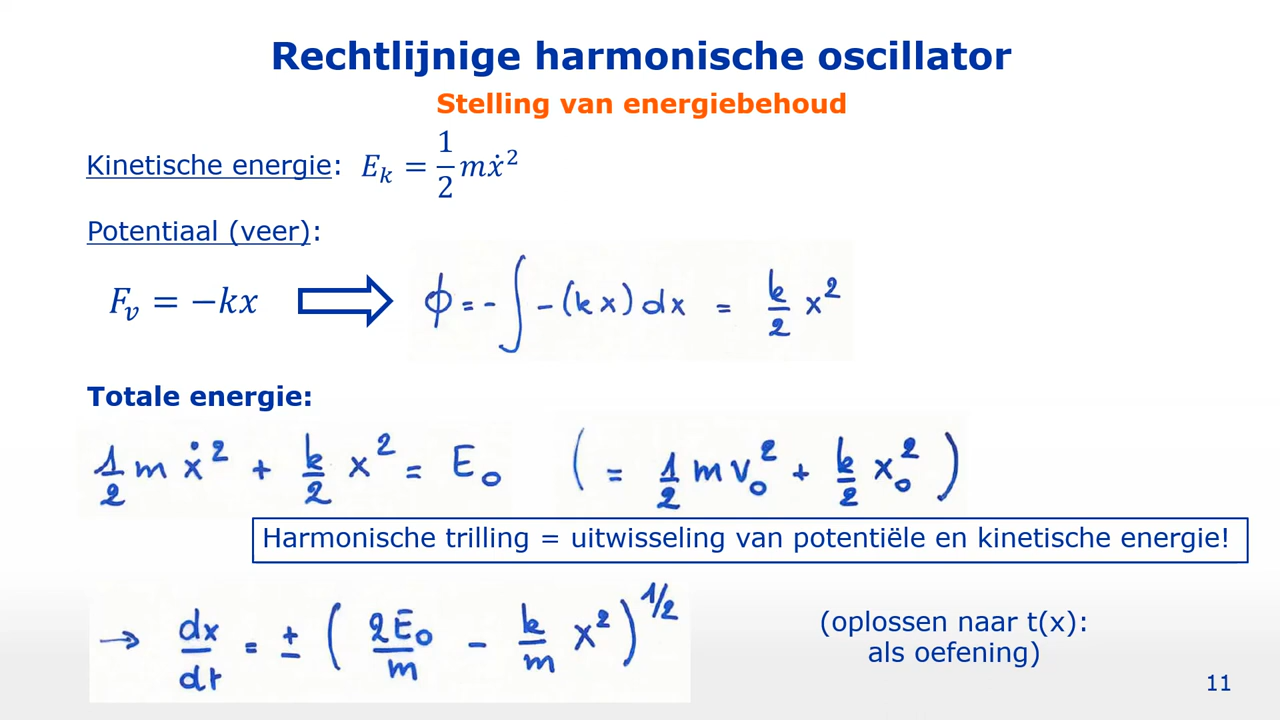 Rechtlijnige harmonische oscillator
Stelling van energiebehoud
Kinetische energie: E_k = 1/2 mẋ²
Potentiaal (veer):
F_v = −kx ⇒ ϕ = - ∫ -(kx) dx = k/2 x²
Totale energie:
1/2 m ẋ² + k/2 x² = E₀ ( = 1/2 m v₀² + k/2 x₀² )
Harmonische trilling = uitwisseling van potentiële en kinetische energie!
→ dx/dt = ± ( 2E₀/m - k/m x² )^1/2
(oplossen naar t(x):
als oefening)
11